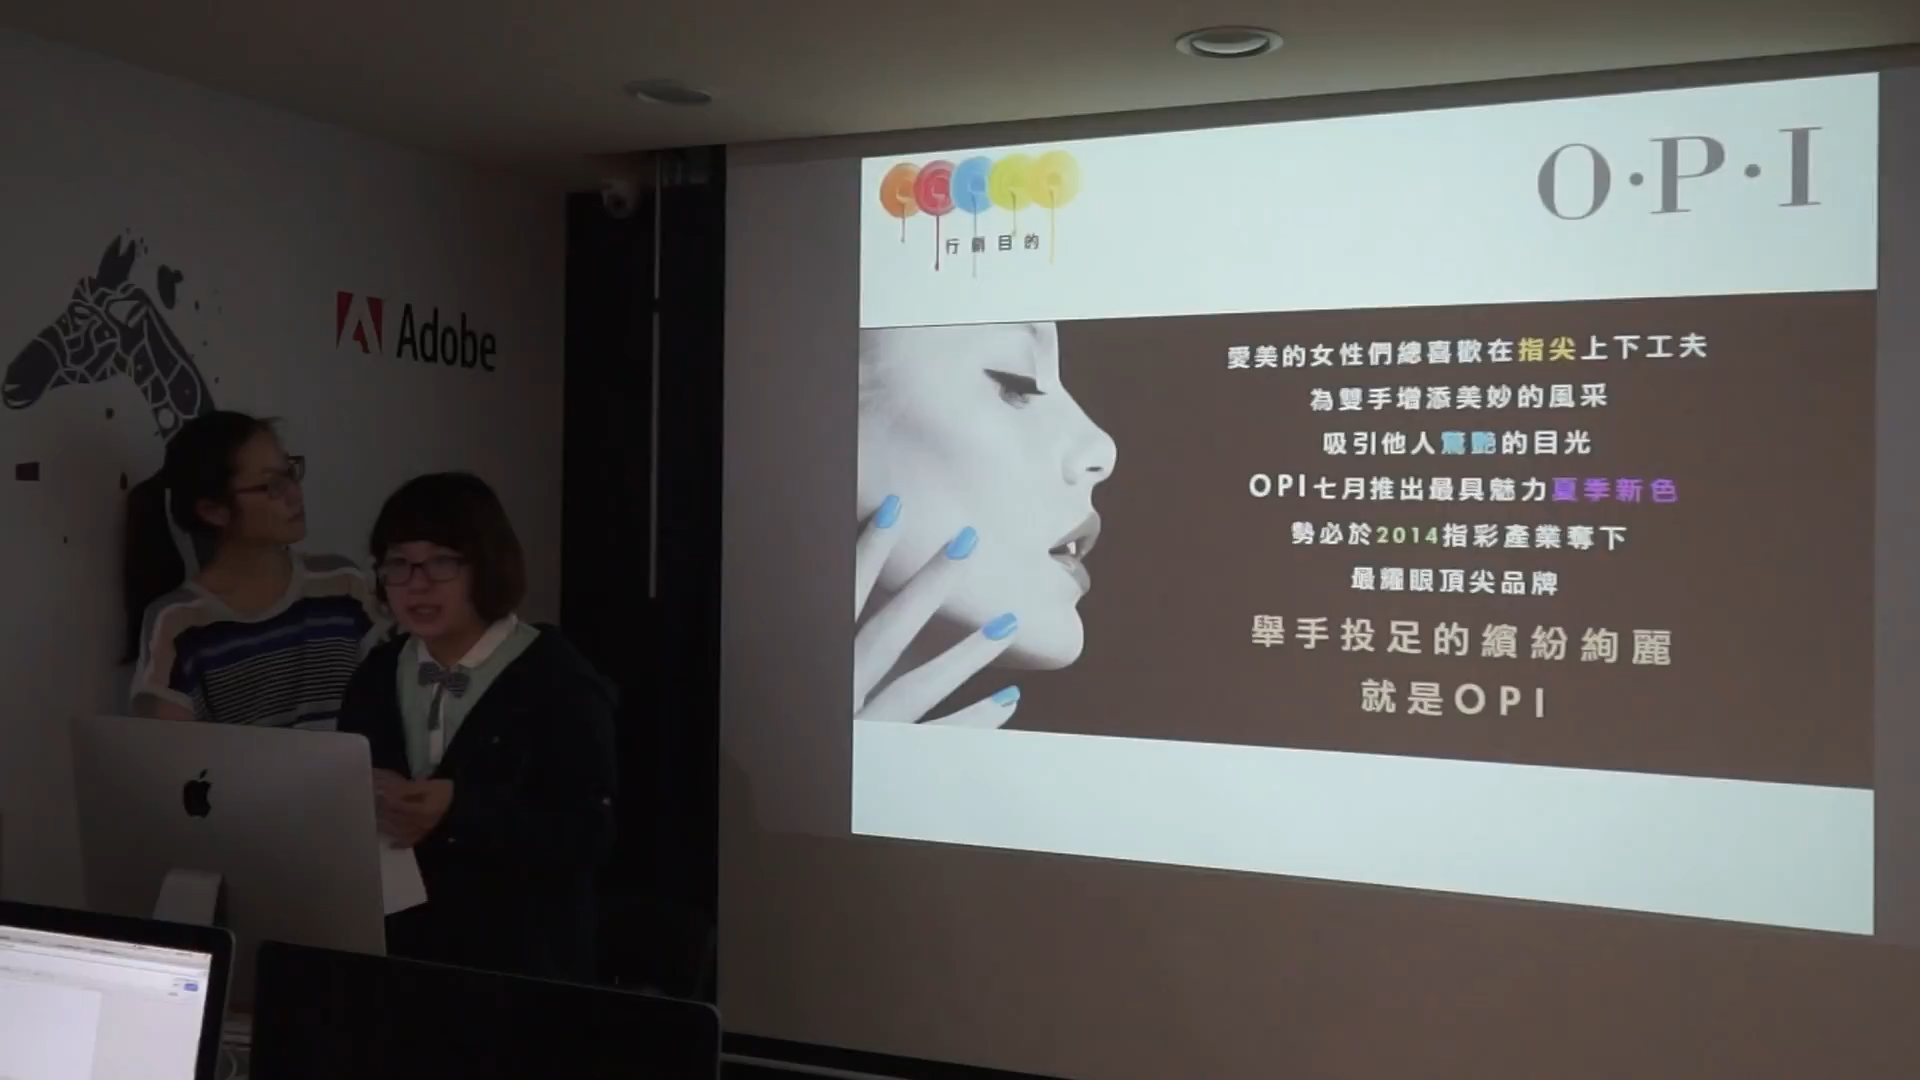 Adobe
O·P·I
行銷目的
愛美的女性們總喜歡在指尖上下工夫
為雙手增添美妙的風采
吸引他人驚艷的目光
OPI七月推出最具魅力夏季新色
勢必於2014指彩產業奪下
最耀眼頂尖品牌
舉手投足的繽紛絢麗
就是OPI